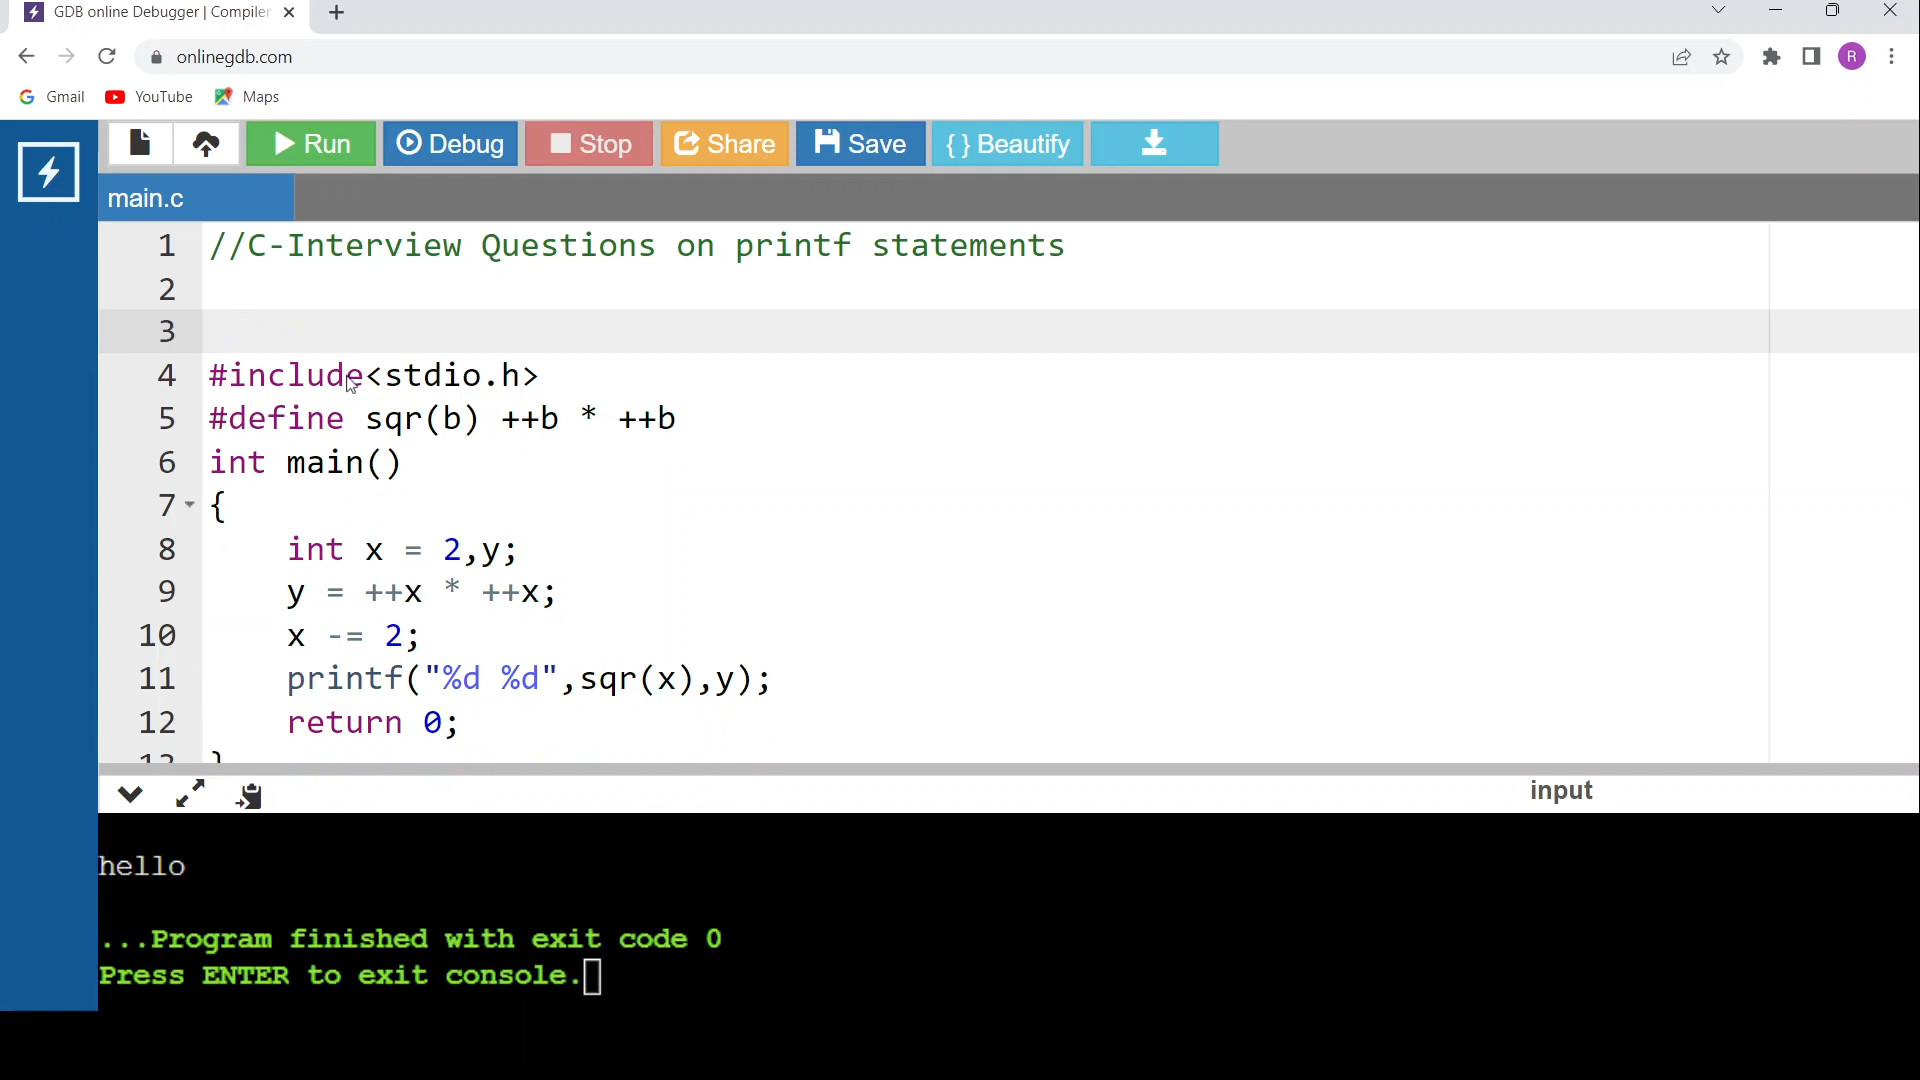 GDB online Debugger | Compiler
onlinegdb.com
R
Gmail YouTube Maps
Run Debug Stop Share Save { } Beautify
main.c
1 //C-Interview Questions on printf statements
2
3
4 #include<stdio.h>
5 #define sqr(b) ++b * ++b
6 int main()
7 {
8 int x = 2,y;
9 y = ++x * ++x;
10 x -= 2;
11 printf("%d %d",sqr(x),y);
12 return 0;
13 }
input
hello
...Program finished with exit code 0
Press ENTER to exit console.